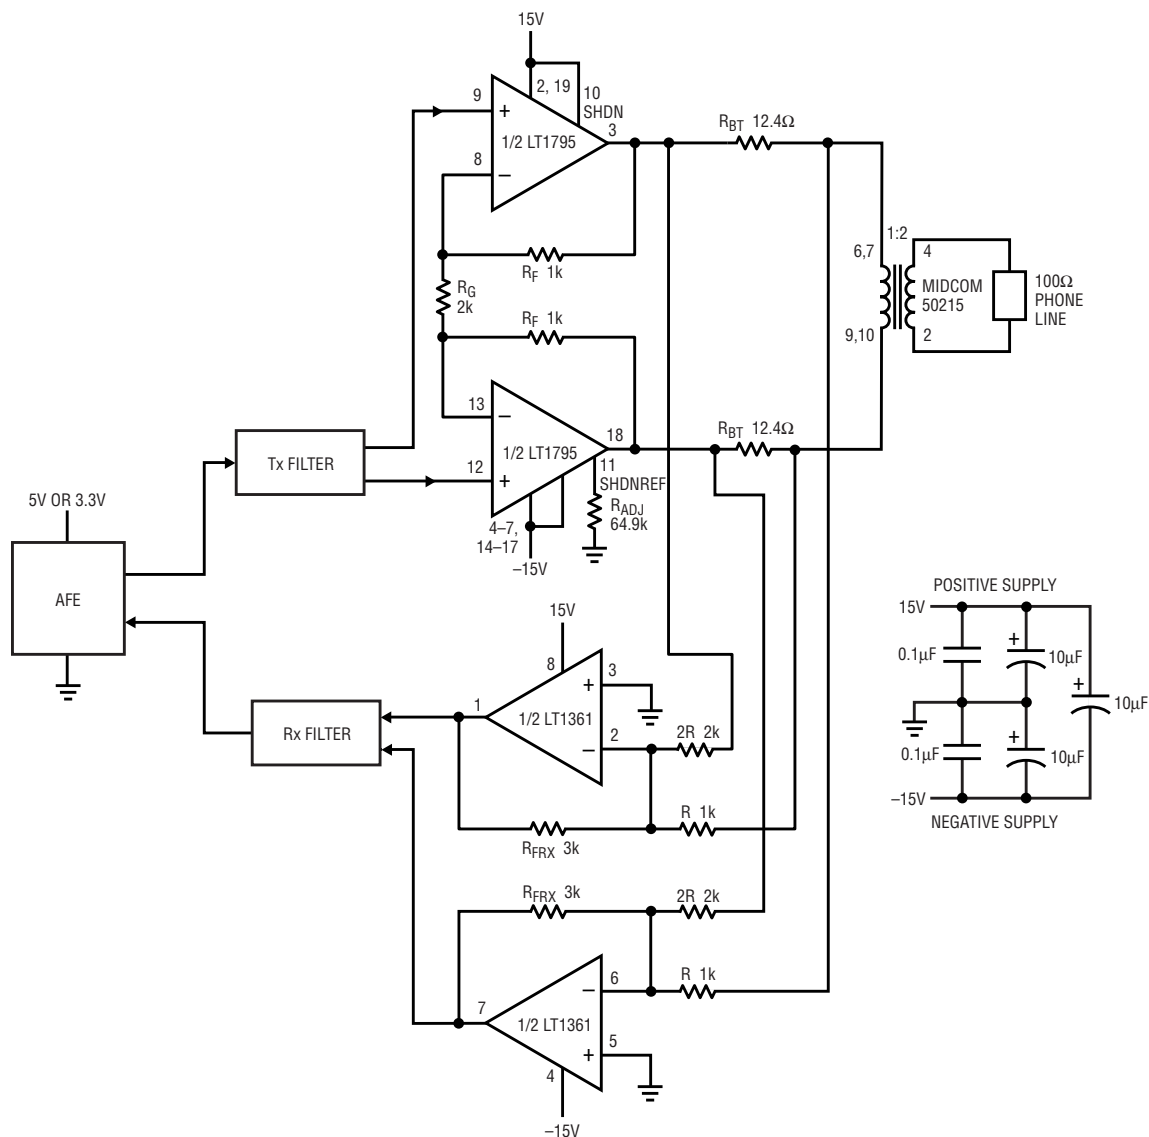 15V
2, 19
10
SHDN
9
+
1/2 LT1795
3
8
–
R_BT 12.4Ω
R_F 1k
R_G
2k
R_F 1k
1:2
6,7
4
MIDCOM
50215
100Ω
PHONE
LINE
9,10
2
13
–
1/2 LT1795
18
R_BT 12.4Ω
12
+
11
SHDNREF
R_ADJ
64.9k
4–7,
14–17
–15V
Tx FILTER
5V OR 3.3V
AFE
Rx FILTER
15V
8
3
+
1
1/2 LT1361
2
–
2R 2k
R 1k
R_FRX 3k
R_FRX 3k
2R 2k
6
–
R 1k
7
1/2 LT1361
5
+
4
–15V
POSITIVE SUPPLY
15V
0.1µF
+
10µF
+
10µF
0.1µF
+
10µF
–15V
NEGATIVE SUPPLY